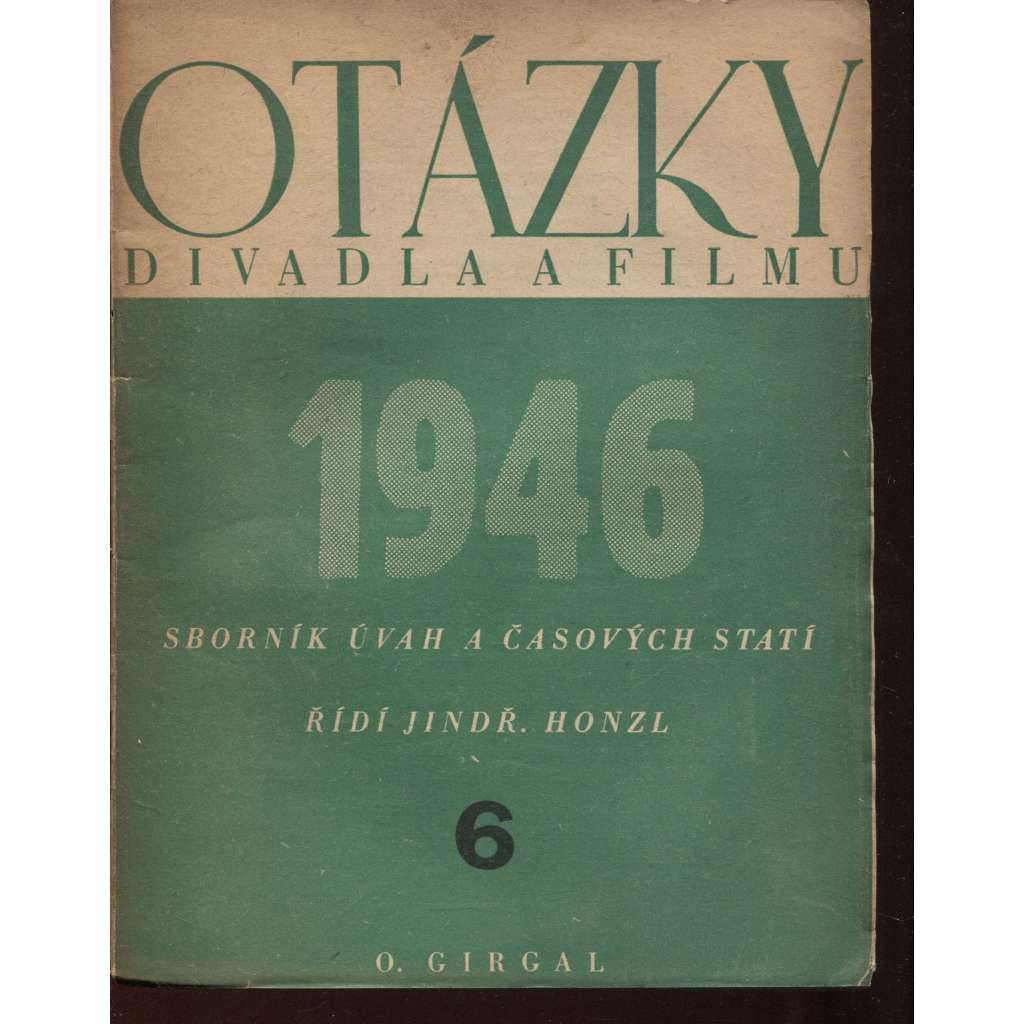 OTÁZKY
DIVADLA A FILMU
1946
SBORNÍK ÚVAH A ČASOVÝCH STATÍ
ŘÍDÍ JINDŘ. HONZL
6
O. GIRGAL